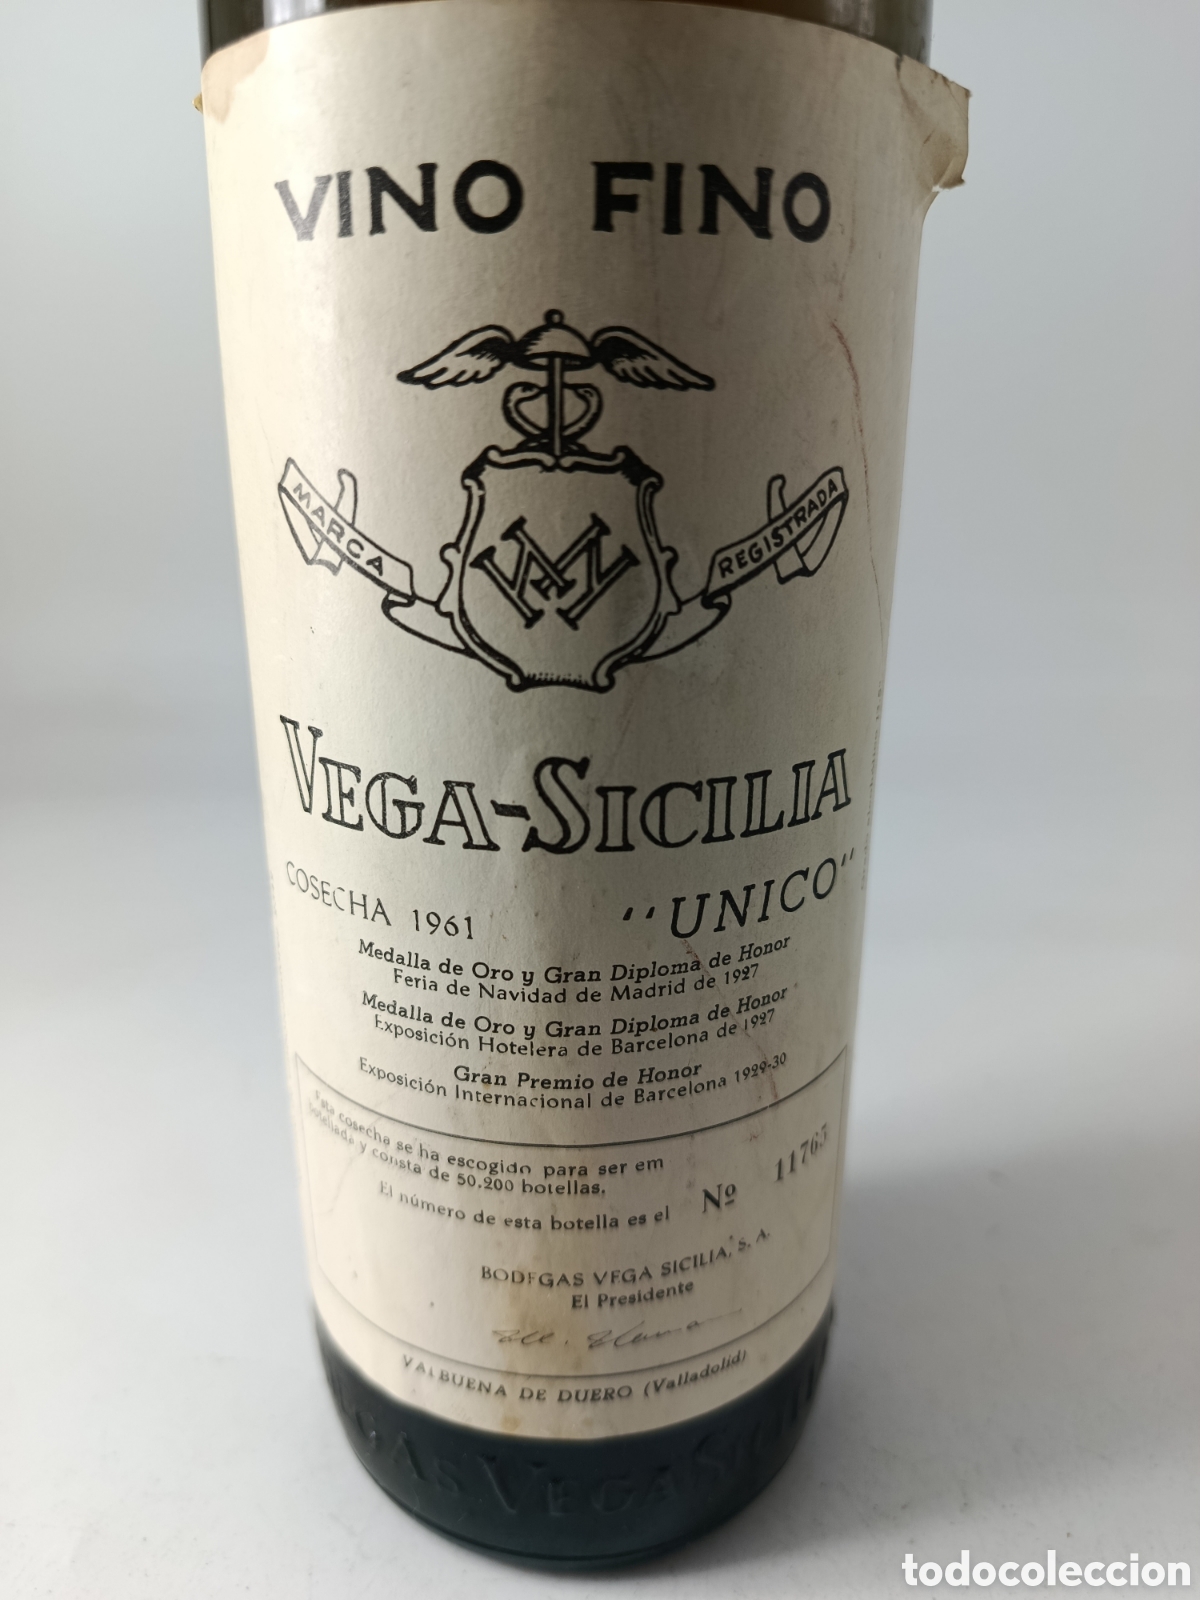 VINO FINO
MARCA
REGISTRADA
VEGA-SICILIA
COSECHA 1961
"UNICO"
Medalla de Oro y Gran Diploma de Honor
Feria de Navidad de Madrid de 1927
Medalla de Oro y Gran Diploma de Honor
Exposición Hotelera de Barcelona de 1927
Gran Premio de Honor
Exposición Internacional de Barcelona 1929-30
Esta cosecha se ha escogido para ser em
botellada y consta de 50.200 botellas.
El número de esta botella es el Nº 11763
BODEGAS VEGA SICILIA, S. A.
El Presidente
VALBUENA DE DUERO (Valladolid)
VEGA
todocoleccion